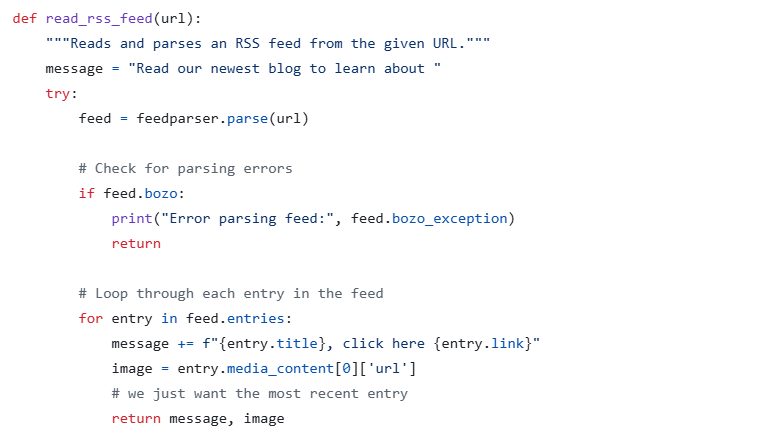 def read_rss_feed(url):
    """Reads and parses an RSS feed from the given URL."""
    message = "Read our newest blog to learn about "
    try:
        feed = feedparser.parse(url)

        # Check for parsing errors
        if feed.bozo:
            print("Error parsing feed:", feed.bozo_exception)
            return

        # Loop through each entry in the feed
        for entry in feed.entries:
            message += f"{entry.title}, click here {entry.link}"
            image = entry.media_content[0]['url']
            # we just want the most recent entry
            return message, image